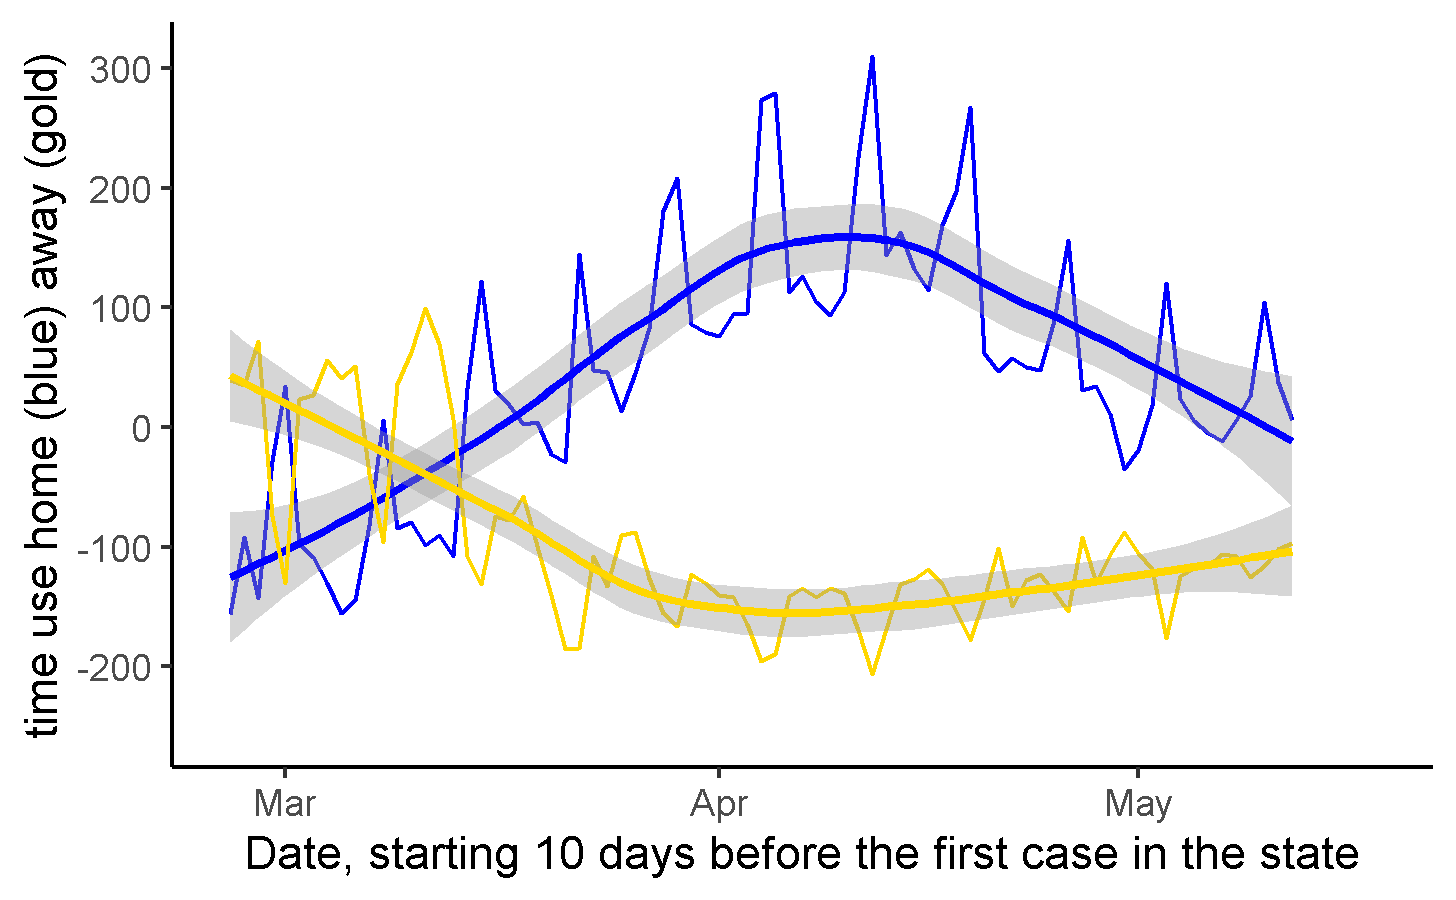 time use home (blue) away (gold)
300
200
100
0
-100
-200
Mar Apr May
Date, starting 10 days before the first case in the state